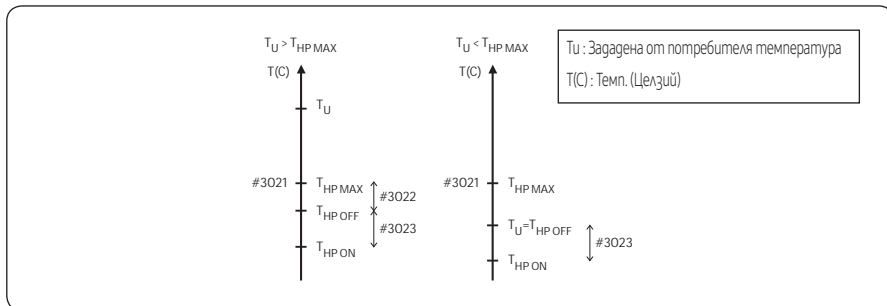 T_U > T_HP MAX
T(C)
T_U
#3021
T_HP MAX
#3022
T_HP OFF
#3023
T_HP ON
T_U < T_HP MAX
T(C)
#3021
T_HP MAX
T_U=T_HP OFF
#3023
T_HP ON
Tu : Зададена от потребителя температура
T(C) : Темп. (Целзий)